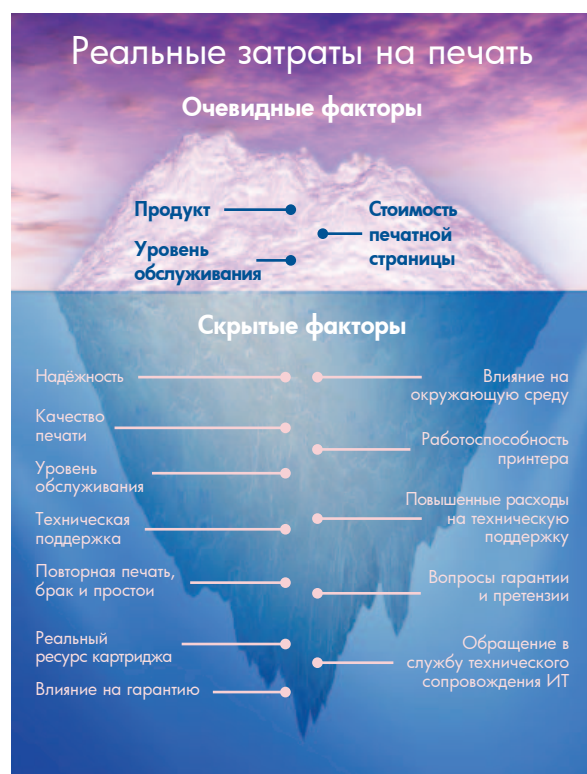 Реальные затраты на печать
Очевидные факторы
Продукт
Уровень
обслуживания
Стоимость
печатной
страницы
Скрытые факторы
Надёжность
Качество
печати
Уровень
обслуживания
Техническая
поддержка
Повторная печать,
брак и простои
Реальный
ресурс картриджа
Влияние на гарантию
Влияние на
окружающую среду
Работоспособность
принтера
Повышенные расходы
на техническую
поддержку
Вопросы гарантии
и претензии
Обращение в
службу технического
сопровождения ИТ